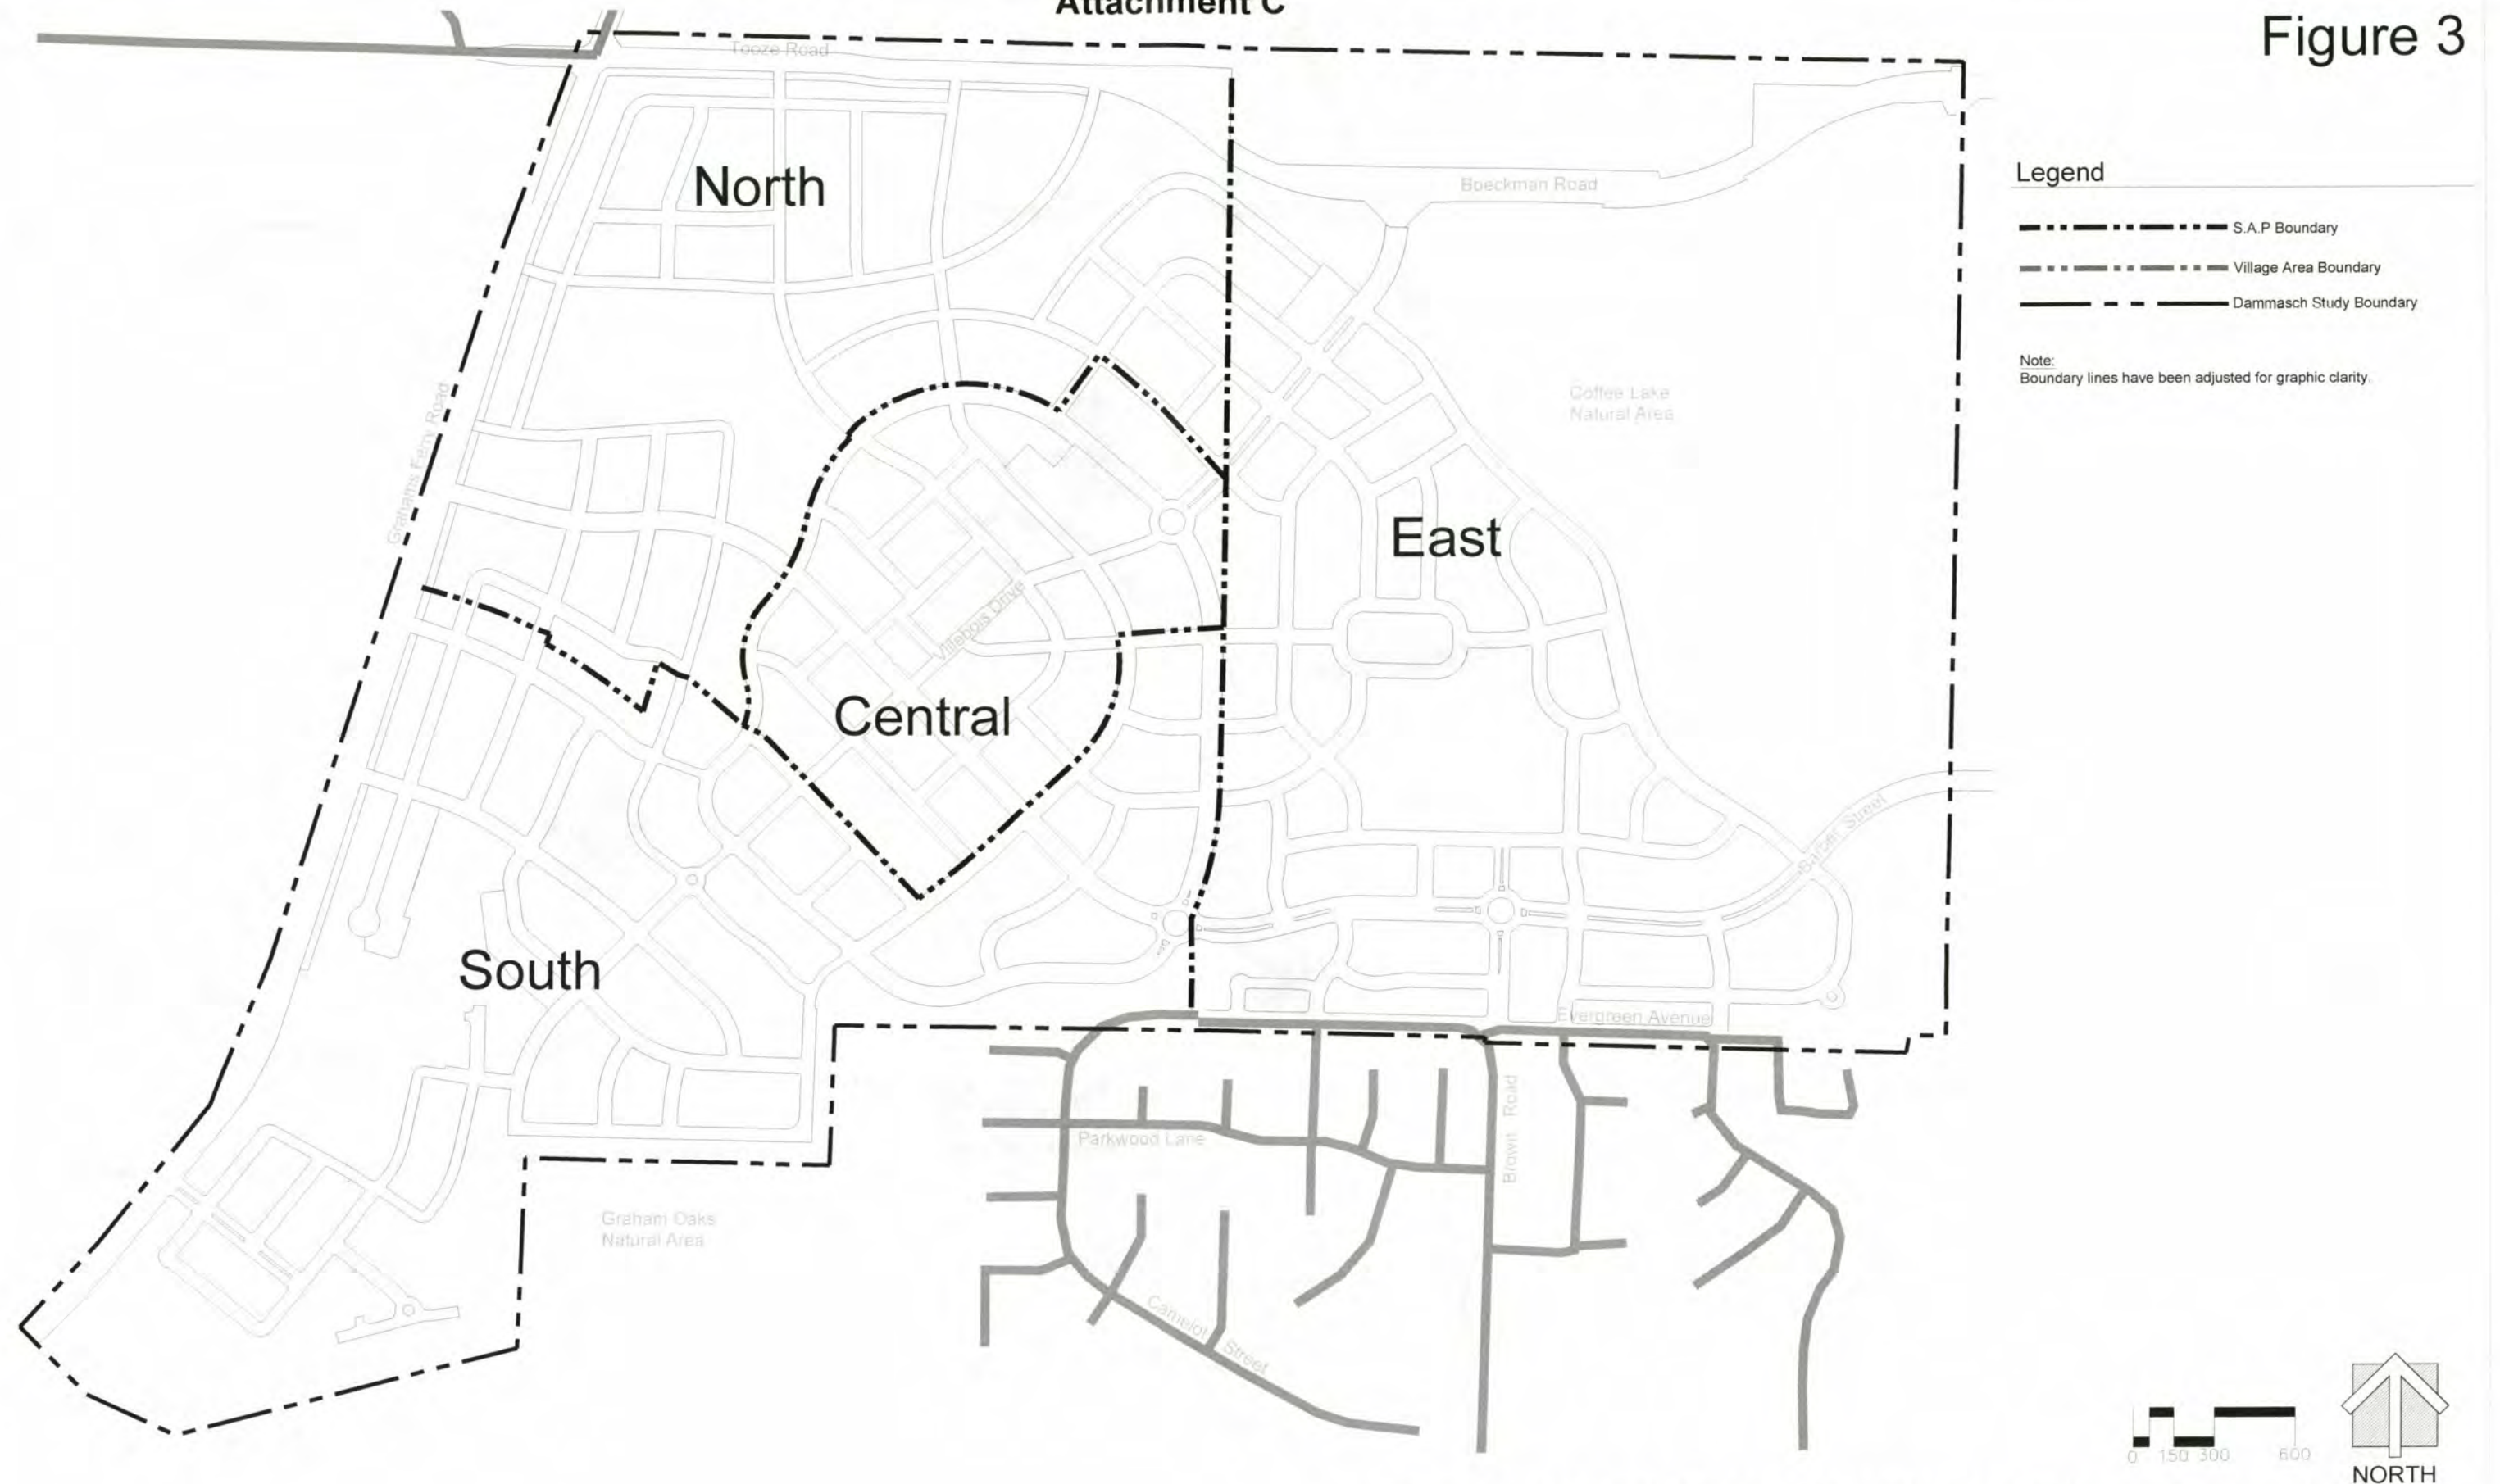 Attachment C
Figure 3
Tooze Road
North
Boeckman Road
Legend
S.A.P Boundary
Village Area Boundary
Dammasch Study Boundary
Note:
Boundary lines have been adjusted for graphic clarity.
Coffee Lake
Natural Area
Grahams Ferry Road
East
Villebois Drive
Central
Barber Street
South
Evergreen Avenue
Brown Road
Parkwood Lane
Graham Oaks
Natural Area
Camelot Street
0 150 300 600
NORTH